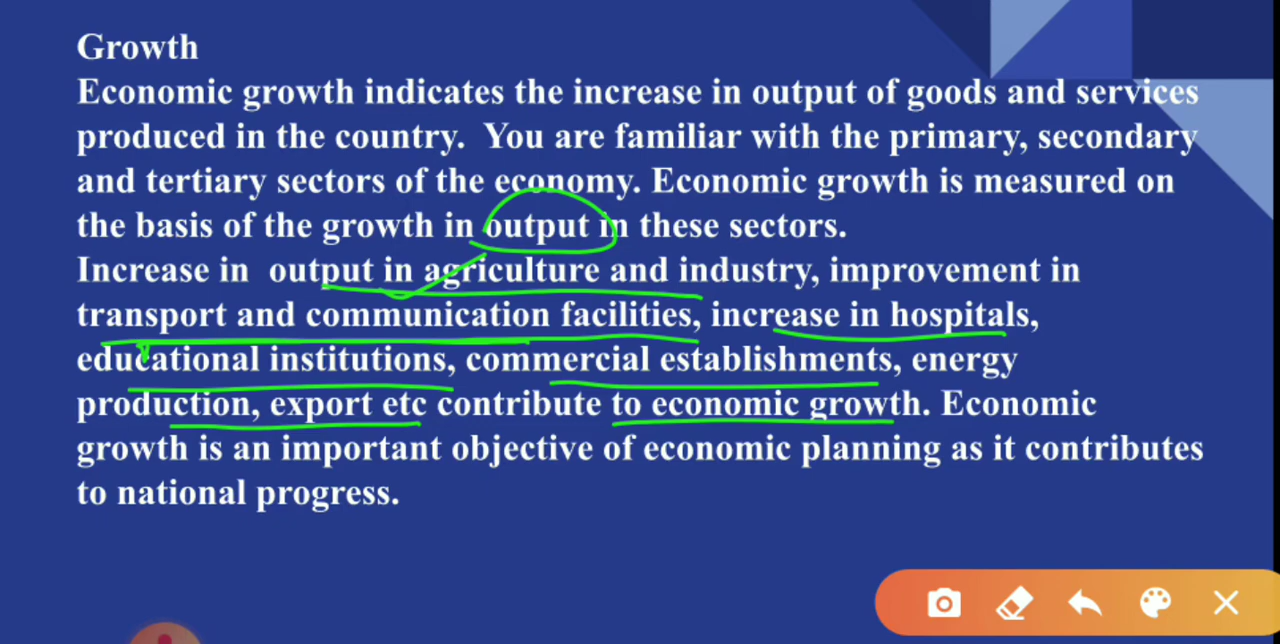 Growth
Economic growth indicates the increase in output of goods and services
produced in the country. You are familiar with the primary, secondary
and tertiary sectors of the economy. Economic growth is measured on
the basis of the growth in output in these sectors.
Increase in output in agriculture and industry, improvement in
transport and communication facilities, increase in hospitals,
educational institutions, commercial establishments, energy
production, export etc contribute to economic growth. Economic
growth is an important objective of economic planning as it contributes
to national progress.